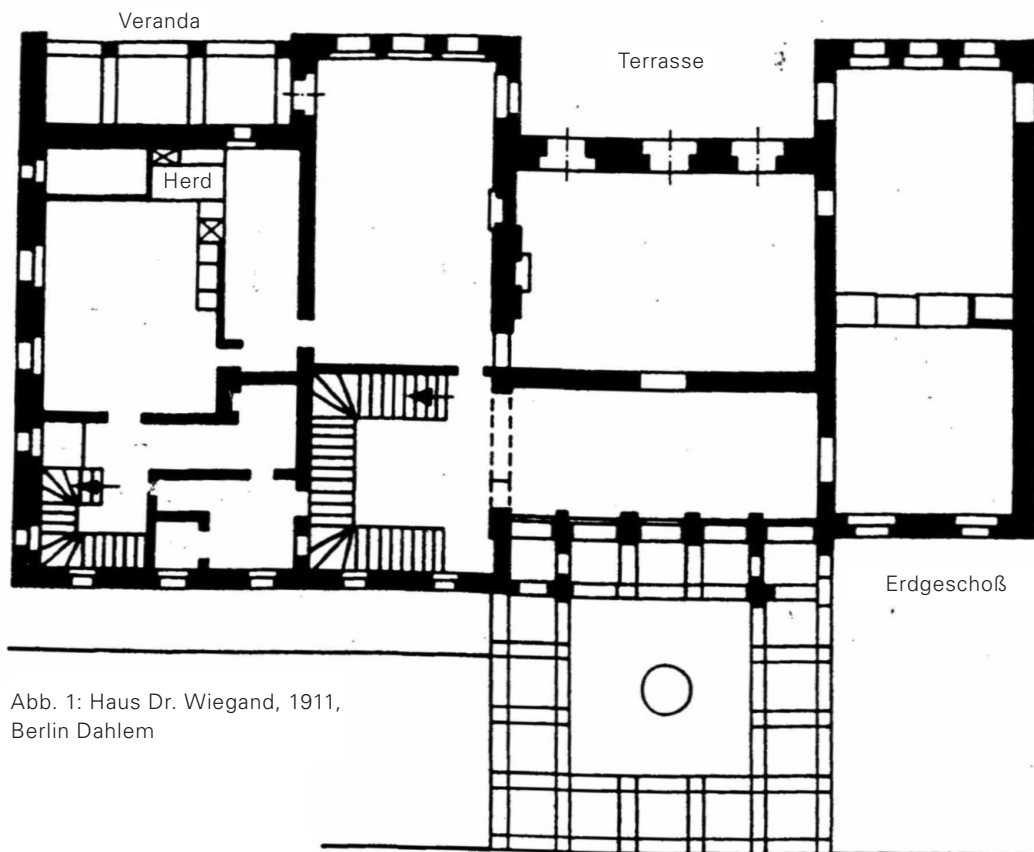 Veranda
Terrasse
Herd
Erdgeschoß
Abb. 1: Haus Dr. Wiegand, 1911,
Berlin Dahlem